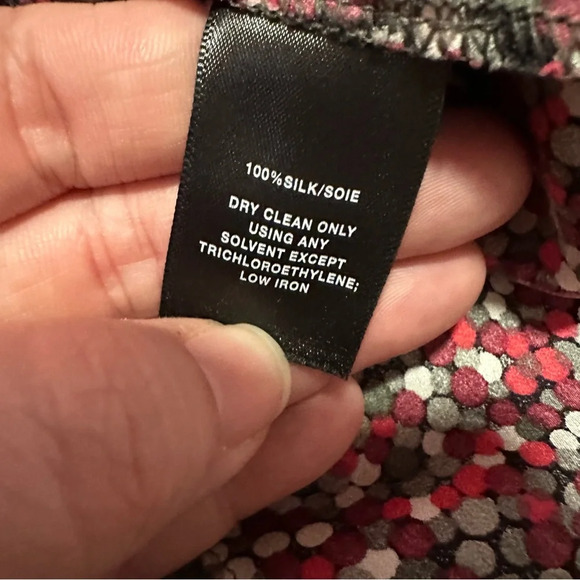 100%SILK/SOIE
DRY CLEAN ONLY
USING ANY
SOLVENT EXCEPT
TRICHLOROETHYLENE;
LOW IRON